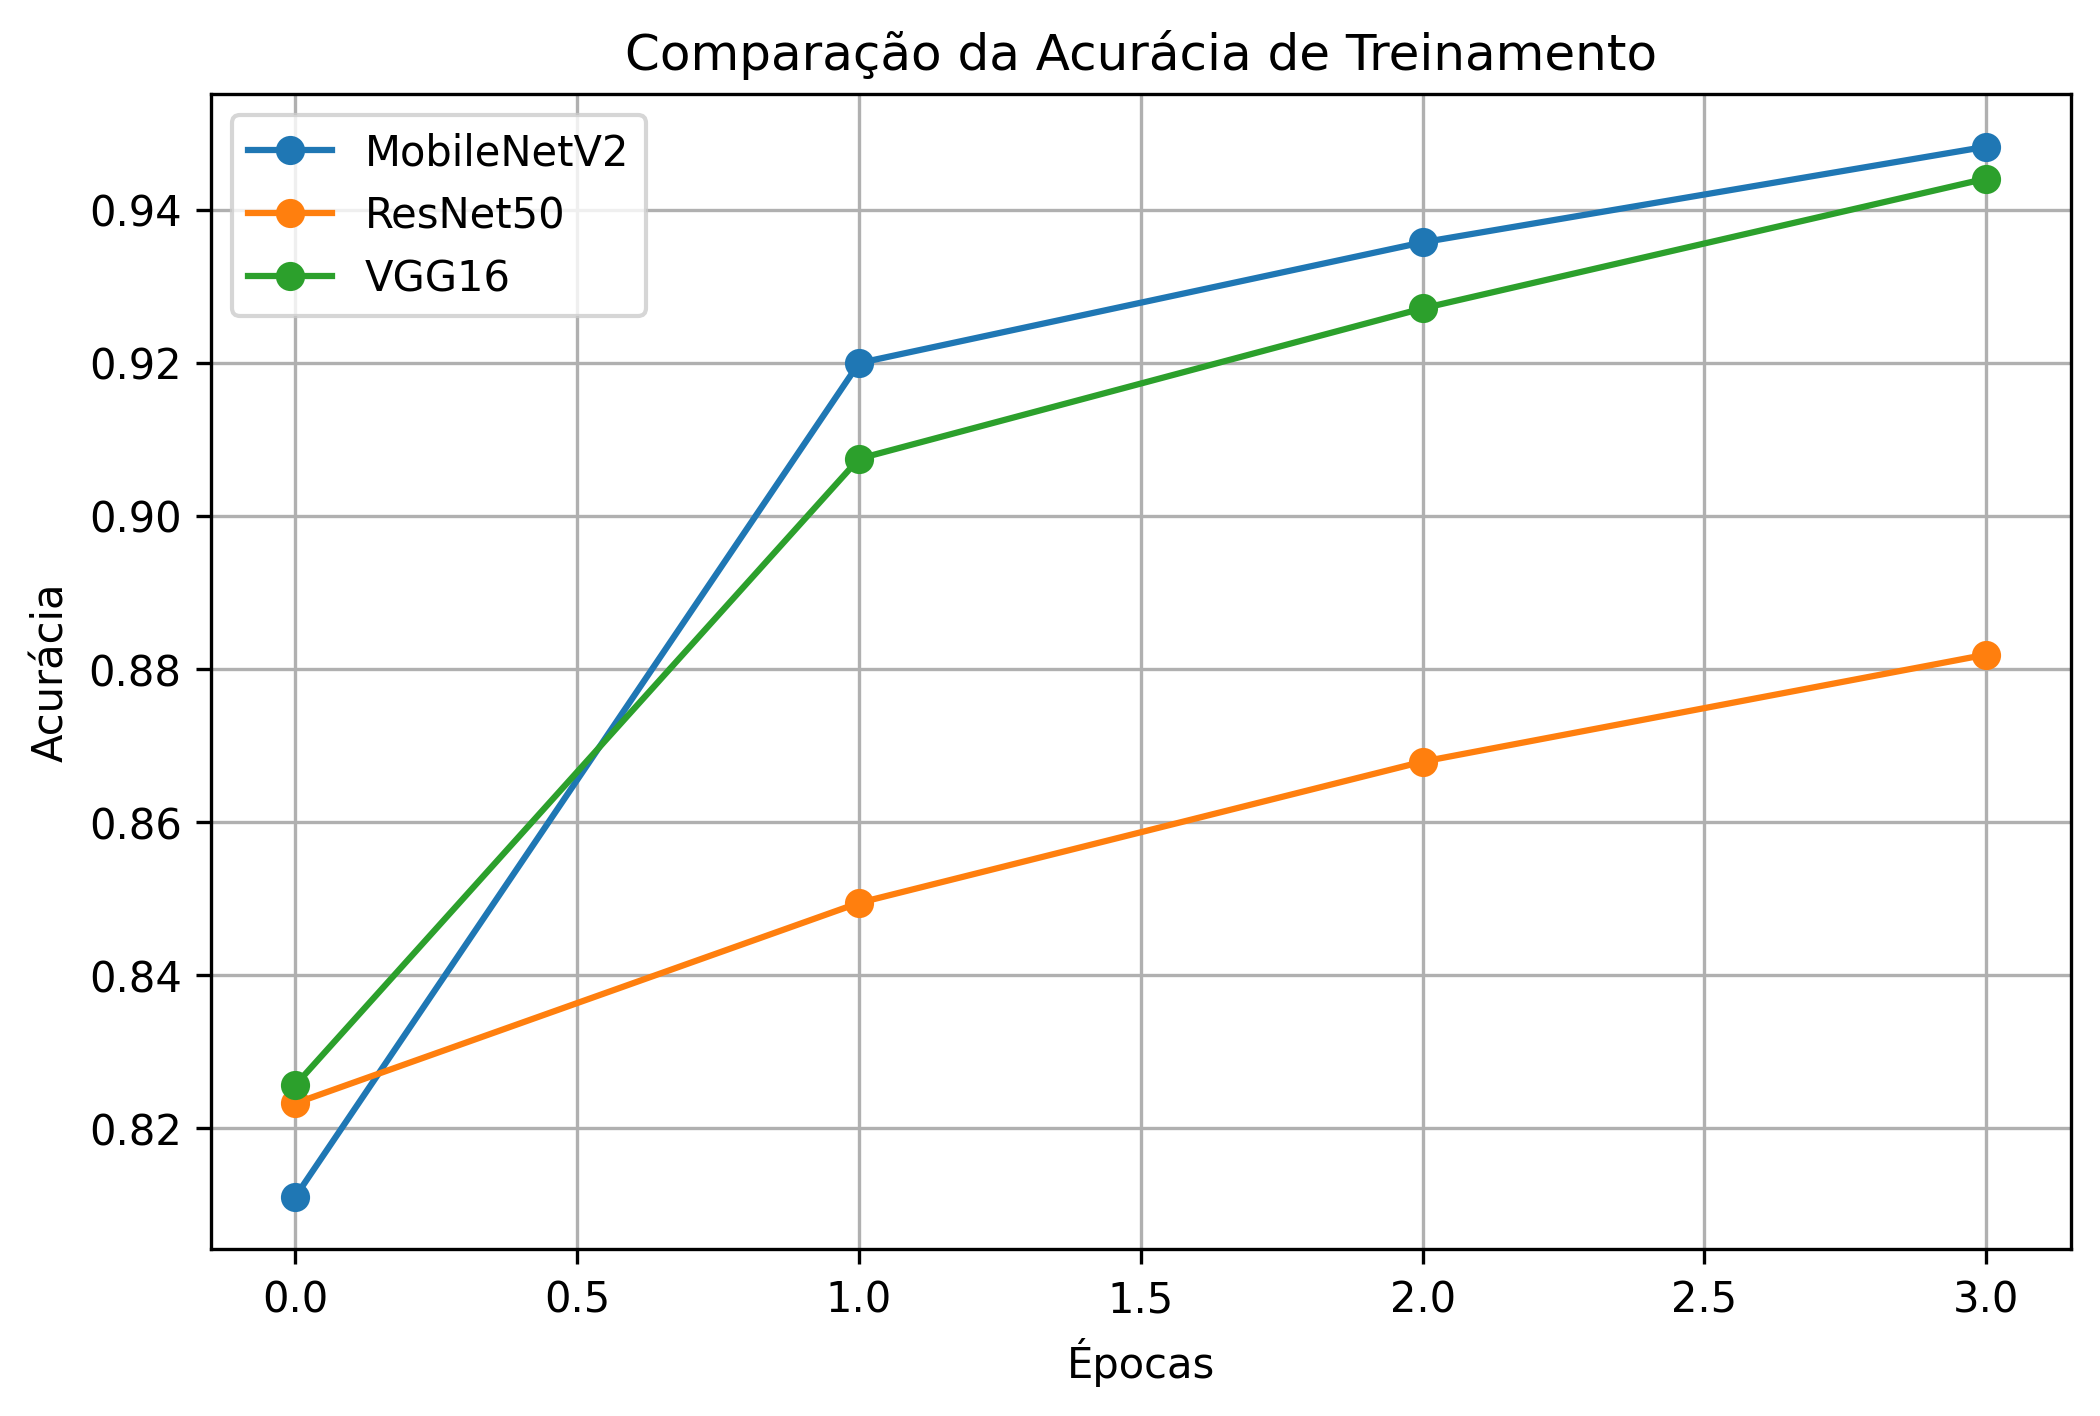 Comparação da Acurácia de Treinamento
MobileNetV2
ResNet50
VGG16
0.94
0.92
0.90
0.88
0.86
0.84
0.82
Acurácia
0.0 0.5 1.0 1.5 2.0 2.5 3.0
Épocas